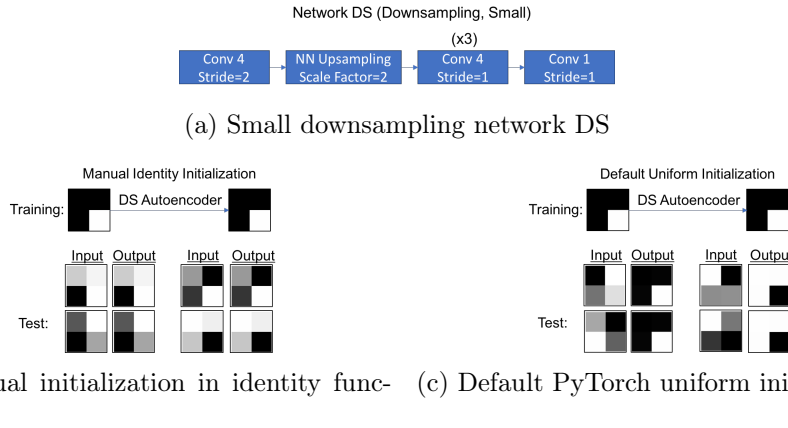 Network DS (Downsampling, Small)
(x3)
Conv 4 NN Upsampling Conv 4 Conv 1
Stride=2 Scale Factor=2 Stride=1 Stride=1
(a) Small downsampling network DS
Manual Identity Initialization
Training: DS Autoencoder
Input Output Input Output
Test:
Default Uniform Initialization
Training: DS Autoencoder
Input Output Input Outpu
Test:
ual initialization in identity func-
(c) Default PyTorch uniform ini